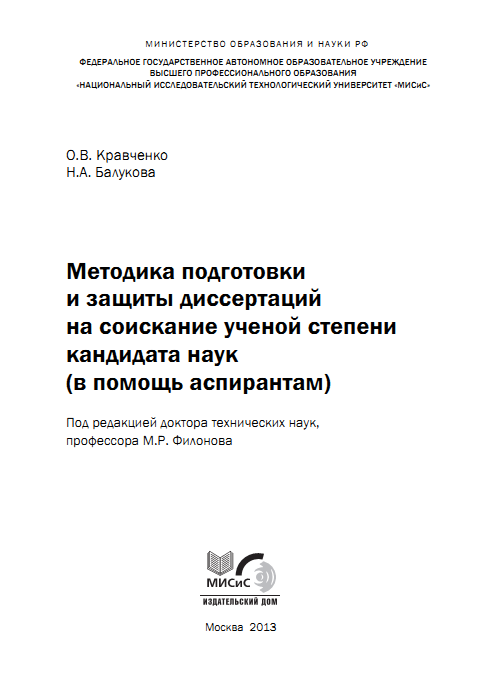 МИНИСТЕРСТВО ОБРАЗОВАНИЯ И НАУКИ РФ
ФЕДЕРАЛЬНОЕ ГОСУДАРСТВЕННОЕ АВТОНОМНОЕ ОБРАЗОВАТЕЛЬНОЕ УЧРЕЖДЕНИЕ
ВЫСШЕГО ПРОФЕССИОНАЛЬНОГО ОБРАЗОВАНИЯ
«НАЦИОНАЛЬНЫЙ ИССЛЕДОВАТЕЛЬСКИЙ ТЕХНОЛОГИЧЕСКИЙ УНИВЕРСИТЕТ «МИСиС»
О.В. Кравченко
Н.А. Балукова
Методика подготовки
и защиты диссертаций
на соискание ученой степени
кандидата наук
(в помощь аспирантам)
Под редакцией доктора технических наук,
профессора М.Р. Филонова
МИСиС
ИЗДАТЕЛЬСКИЙ ДОМ
Москва 2013